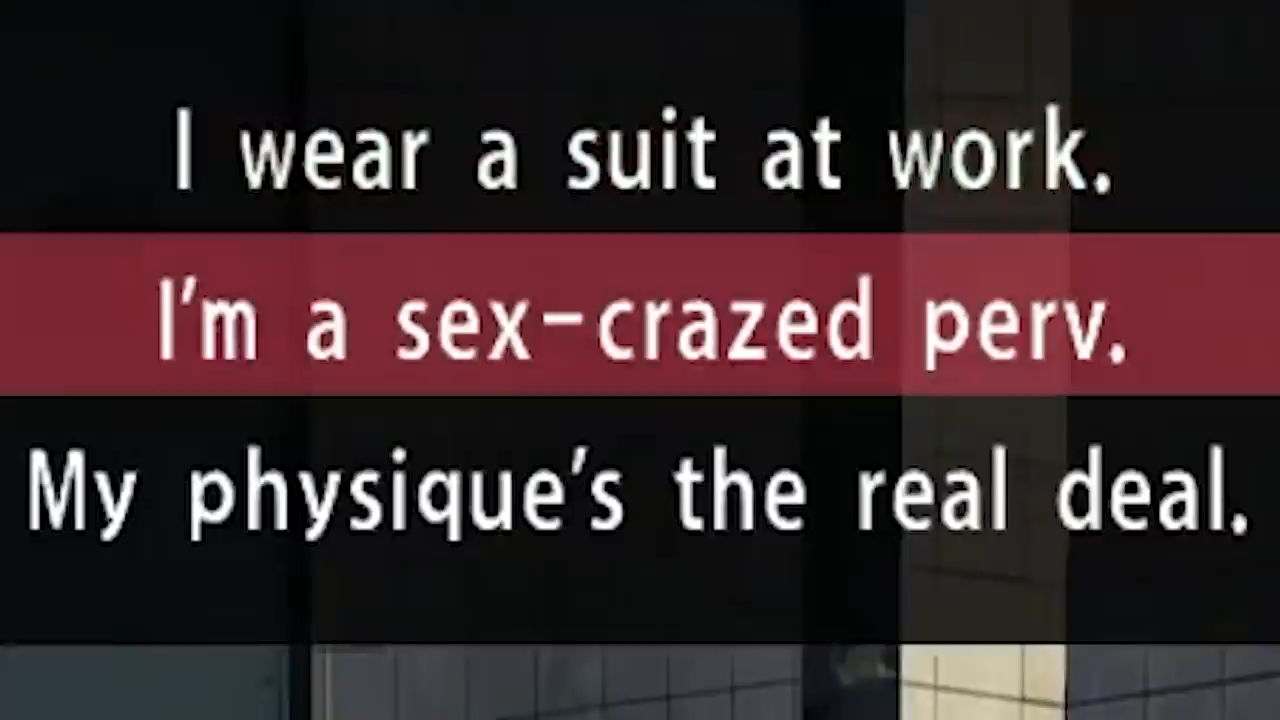 I wear a suit at work.
I'm a sex-crazed perv.
My physique's the real deal.